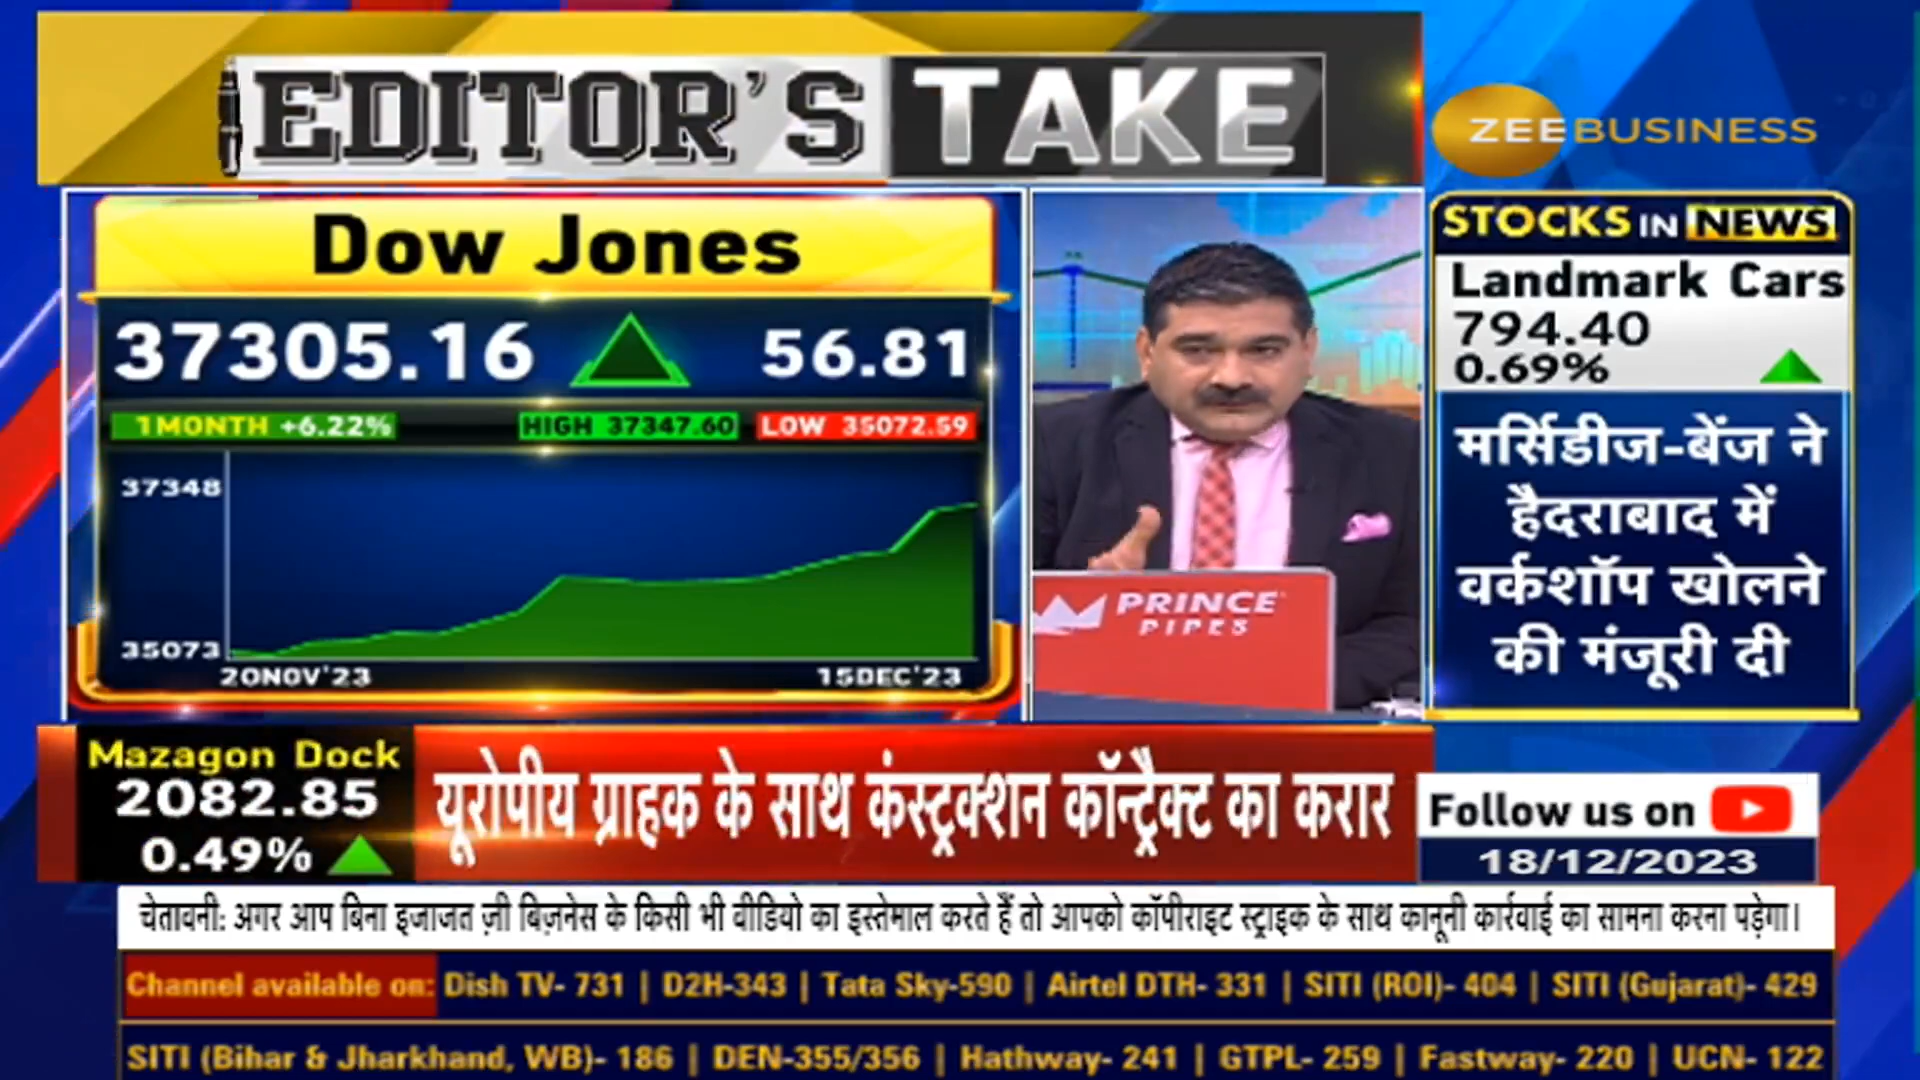 EDITOR'S TAKE
ZEEBUSINESS
Dow Jones
37305.16 56.81
1 MONTH +6.22% HIGH 37347.60 LOW 35072.59
37348
35073
20NOV'23 15DEC'23
PRINCE
PIPES
STOCKS IN NEWS
Landmark Cars
794.40
0.69%
मर्सिडीज-बेंज ने
हैदराबाद में
वर्कशॉप खोलने
की मंजूरी दी
Mazagon Dock
2082.85
0.49%
यूरोपीय ग्राहक के साथ कंस्ट्रक्शन कॉन्ट्रैक्ट का करार
Follow us on
18/12/2023
चेतावनी: अगर आप बिना इजाजत ज़ी बिज़नेस के किसी भी वीडियो का इस्तेमाल करते हैं तो आपको कॉपीराइट स्ट्राइक के साथ कानूनी कार्रवाई का सामना करना पड़ेगा।
Channel available on: Dish TV- 731 | D2H-343 | Tata Sky-590 | Airtel DTH- 331 | SITI (ROI)- 404 | SITI (Gujarat)- 429
SITI (Bihar & Jharkhand, WB)- 186 | DEN-355/356 | Hathway- 241 | GTPL- 259 | Fastway- 220 | UCN- 122